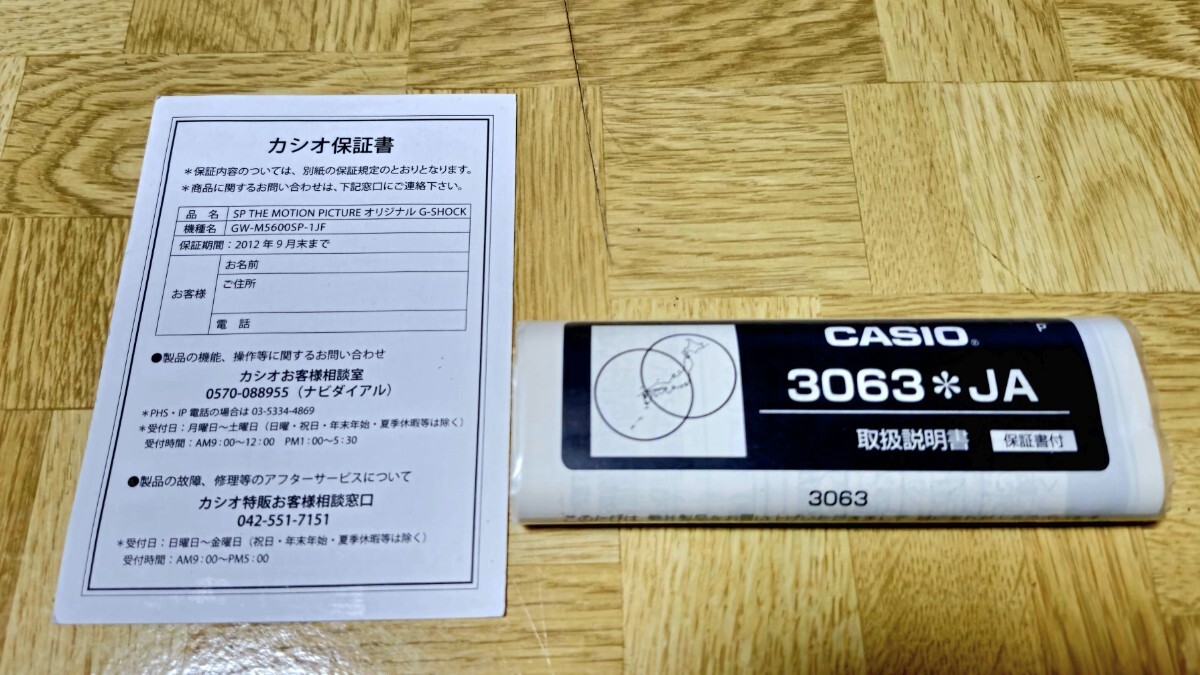 カシオ保証書
＊保証内容のついては、別紙の保証規定のとおりとなります。
＊商品に関するお問い合わせは、下記窓口にご連絡下さい。
品 名 SP THE MOTION PICTURE オリジナル G-SHOCK
機種名 GW-M5600SP-1JF
保証期間：2012 年 9 月末まで
お客様
お名前
ご住所
電 話
●製品の機能、操作等に関するお問い合わせ
カシオお客様相談室
0570-088955（ナビダイアル）
＊PHS・IP 電話の場合は 03-5334-4869
＊受付日：月曜日〜土曜日（日曜・祝日・年末年始・夏季休暇等は除く）
受付時間：AM9：00〜12：00 PM1：00〜5：30
●製品の故障、修理等のアフターサービスについて
カシオ特販お客様相談窓口
042-551-7151
＊受付日：日曜日〜金曜日（祝日・年末年始・夏季休暇等は除く）
受付時間：AM9：00〜PM5：00
P
CASIO®
3063＊JA
取扱説明書 保証書付
3063